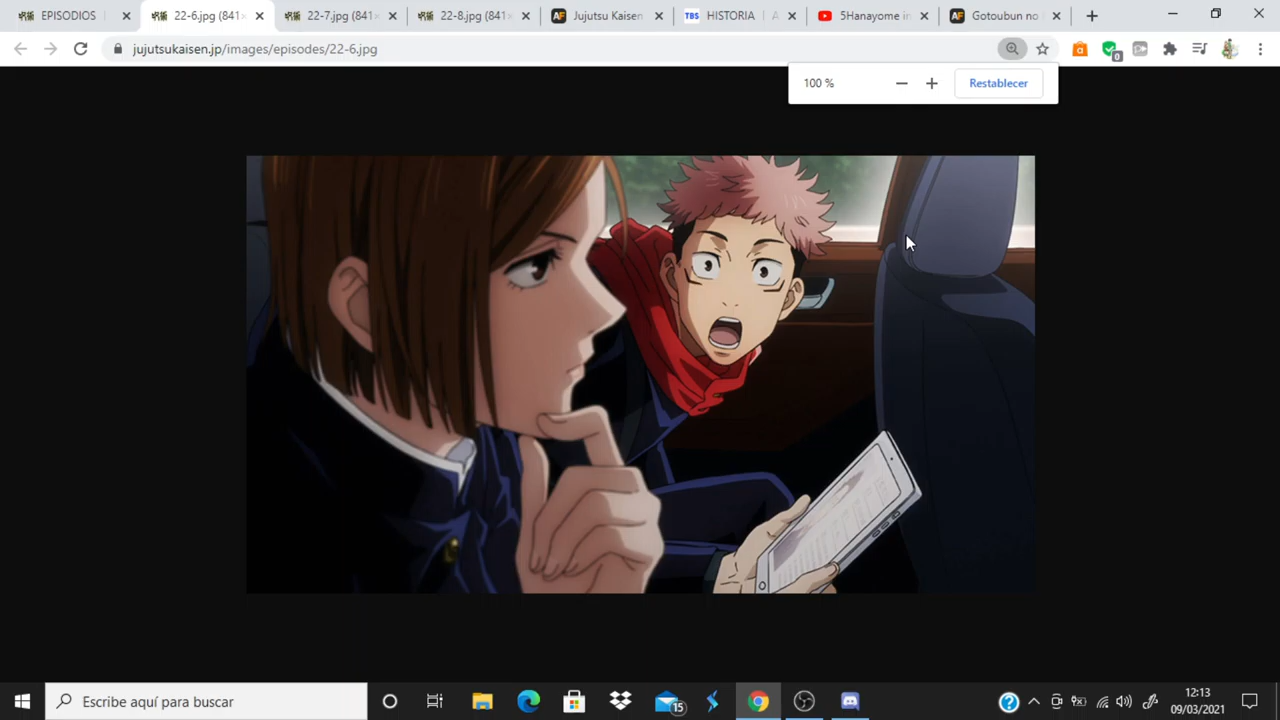 EPISODIOS
22-6.jpg (841×
22-7.jpg (841×
22-8.jpg (841×
Jujutsu Kaisen
HISTORIA
5Hanayome in
Gotoubun no
jujutsukaisen.jp/images/episodes/22-6.jpg
100 %
Restablecer
Escribe aquí para buscar
15
0
12:13
09/03/2021